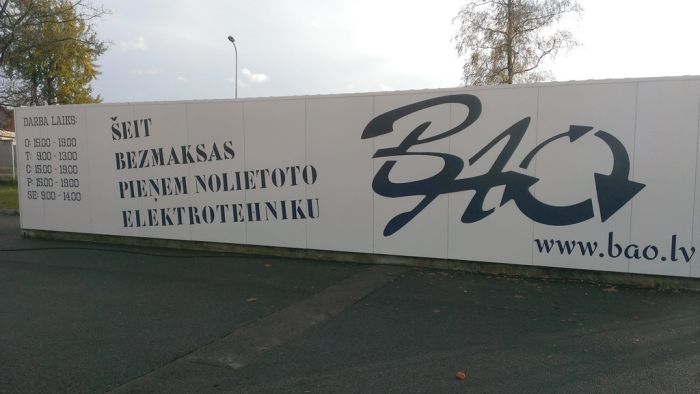 DARBA LAIKS:
O: 15.00 - 19.00
T: 9.00 - 13.00
C: 15.00 - 19.00
P: 15.00 - 19.00
SE: 9.00 - 14.00
ŠEIT
BEZMAKSAS
PIEŅEM NOLIETOTO
ELEKTROTEHNIKU
BAO
www.bao.lv